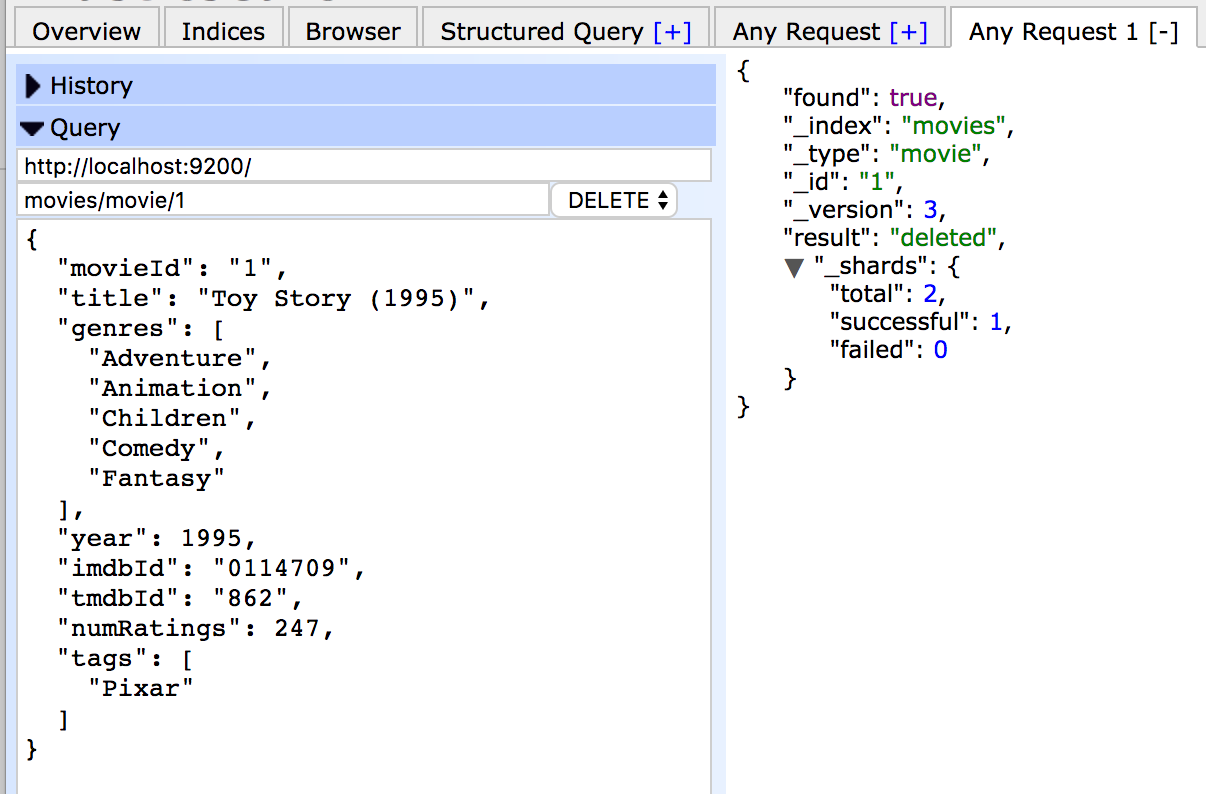 Overview Indices Browser Structured Query [+] Any Request [+] Any Request 1 [-]
History
Query
http://localhost:9200/
movies/movie/1 DELETE
{
"movieId": "1",
"title": "Toy Story (1995)",
"genres": [
"Adventure",
"Animation",
"Children",
"Comedy",
"Fantasy"
],
"year": 1995,
"imdbId": "0114709",
"tmdbId": "862",
"numRatings": 247,
"tags": [
"Pixar"
]
}
{
"found": true,
"_index": "movies",
"_type": "movie",
"_id": "1",
"_version": 3,
"result": "deleted",
"_shards": {
"total": 2,
"successful": 1,
"failed": 0
}
}